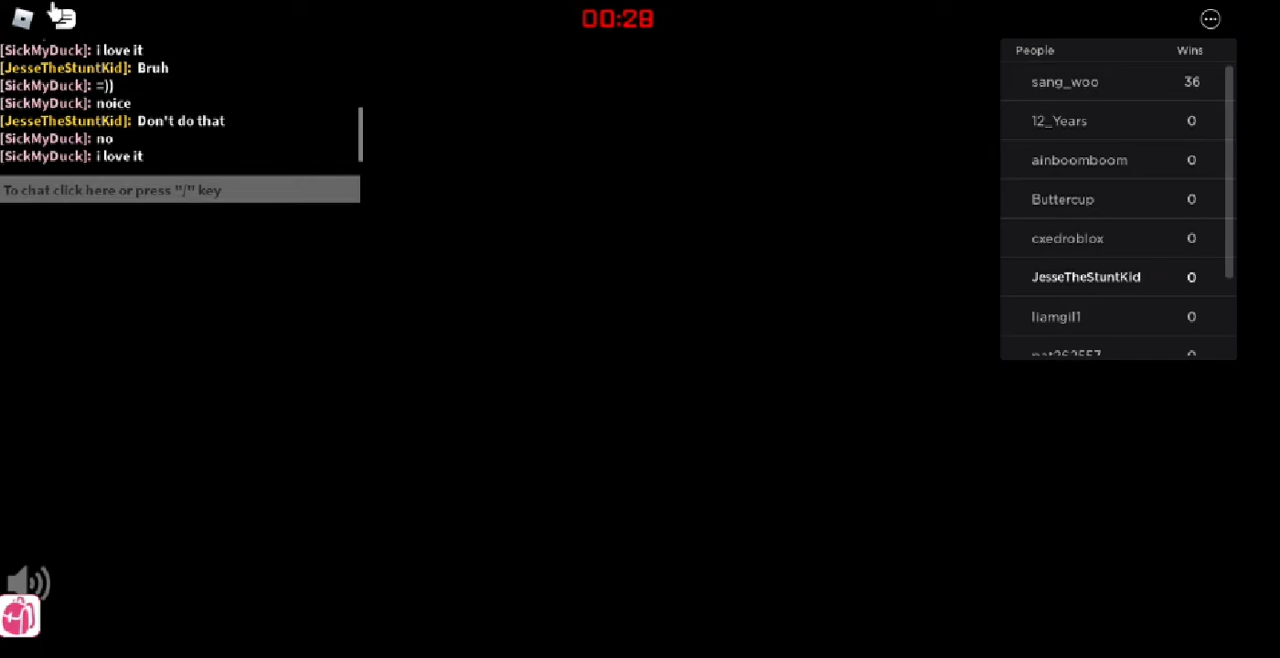 00:28
[SickMyDuck]: i love it
[JesseTheStuntKid]: Bruh
[SickMyDuck]: =))
[SickMyDuck]: noice
[JesseTheStuntKid]: Don't do that
[SickMyDuck]: no
[SickMyDuck]: i love it
To chat click here or press "/" key
People Wins
sang_woo 36
12_Years 0
ainboomboom 0
Buttercup 0
cxedroblox 0
JesseTheStuntKid 0
liamgil1 0
0